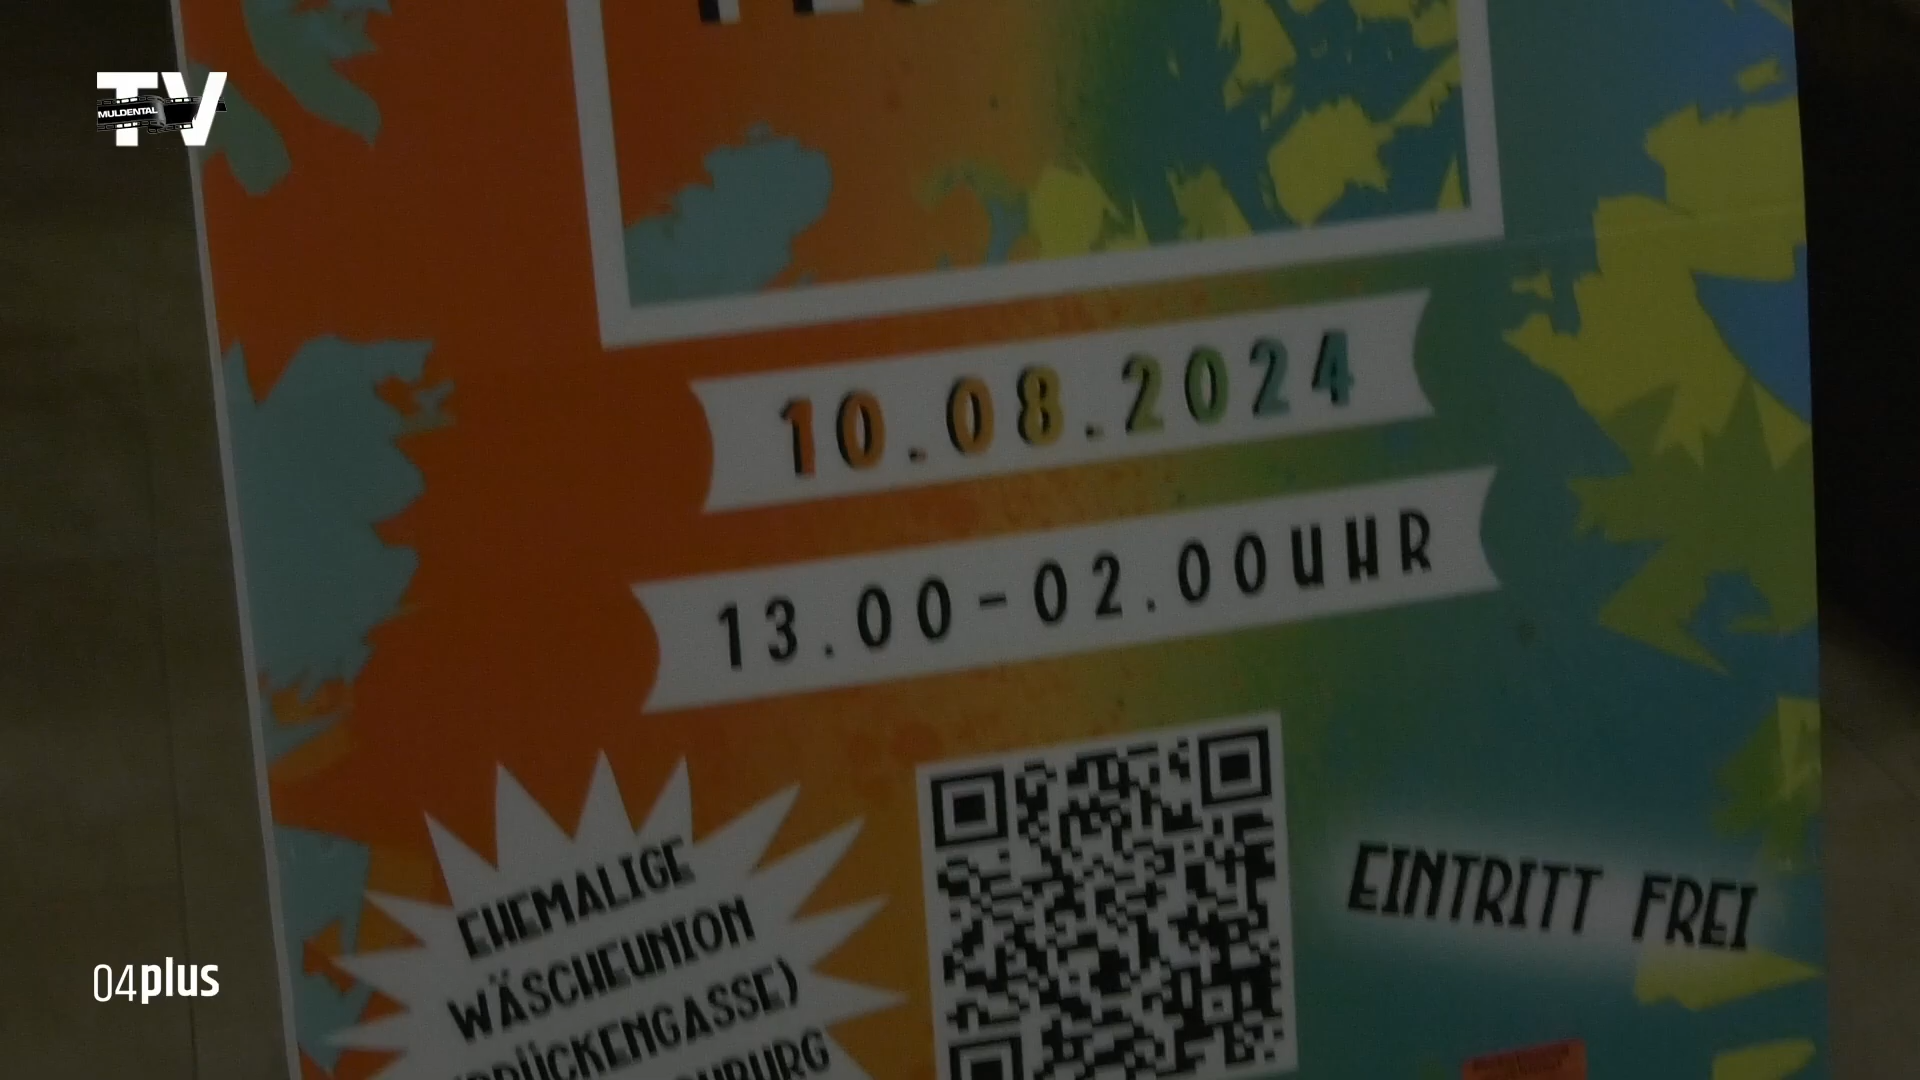 TV
MULDENTAL
10.08.2024
13.00-02.00UHR
EHEMALIGE
WÄSCHEUNION
EINTRITT FREI
04plus